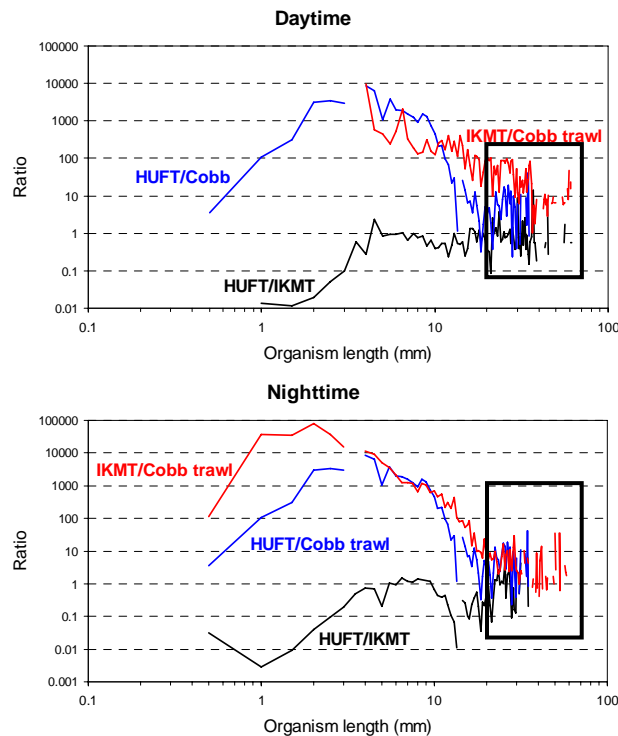 Daytime
100000
10000
1000
100
10
1
0.1
0.01
Ratio
IKMT/Cobb trawl
HUFT/Cobb
HUFT/IKMT
0.1
1
10
100
Organism length (mm)
Nighttime
100000
10000
1000
100
10
1
0.1
0.01
0.001
Ratio
IKMT/Cobb trawl
HUFT/Cobb trawl
HUFT/IKMT
0.1
1
10
100
Organism length (mm)